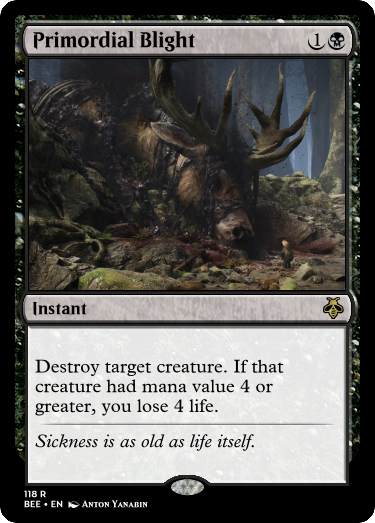 Primordial Blight 1
Instant
Destroy target creature. If that
creature had mana value 4 or
greater, you lose 4 life.
Sickness is as old as life itself.
118 R
BEE • EN Anton Yanabin